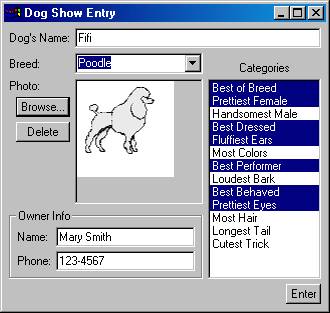 Dog Show Entry
Dog's Name: Fifi
Breed: Poodle
Photo:
Browse...
Delete
Categories
Best of Breed
Prettiest Female
Handsomest Male
Best Dressed
Fluffiest Ears
Most Colors
Best Performer
Loudest Bark
Best Behaved
Prettiest Eyes
Most Hair
Longest Tail
Cutest Trick
Owner Info
Name: Mary Smith
Phone: 123-4567
Enter